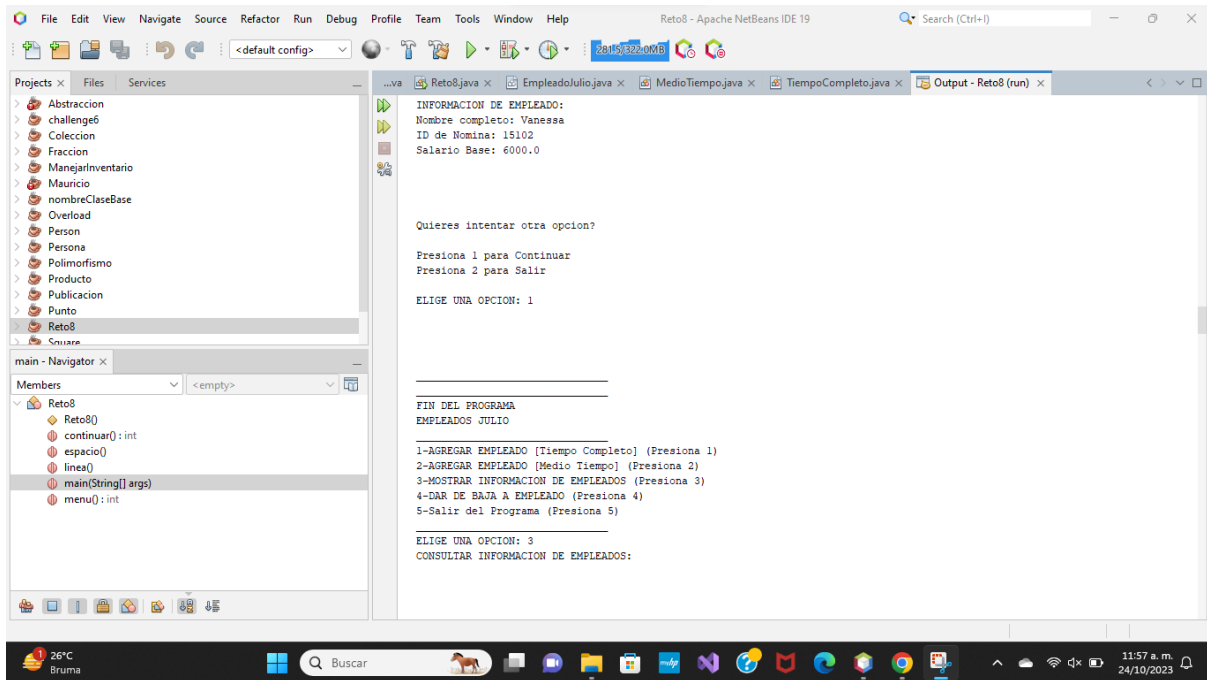 File Edit View Navigate Source Refactor Run Debug Profile Team Tools Window Help
Reto8 - Apache NetBeans IDE 19
Search (Ctrl+I)
<default config>
281.5/322.0MB
Projects
Files
Services
...va
Reto8.java
EmpleadoJulio.java
MedioTiempo.java
TiempoCompleto.java
Output - Reto8 (run)
Abstraccion
challenge6
Coleccion
Fraccion
ManejarInventario
Mauricio
nombreClaseBase
Overload
Person
Persona
Polimorfismo
Producto
Publicacion
Punto
Reto8
Square
main - Navigator
Members
<empty>
Reto8
Reto8()
continuar() : int
espacio()
linea()
main(String[] args)
menu() : int
INFORMACION DE EMPLEADO:
Nombre completo: Vanessa
ID de Nomina: 15102
Salario Base: 6000.0
Quieres intentar otra opcion?
Presiona 1 para Continuar
Presiona 2 para Salir
ELIGE UNA OPCION: 1
FIN DEL PROGRAMA
EMPLEADOS JULIO
1-AGREGAR EMPLEADO [Tiempo Completo] (Presiona 1)
2-AGREGAR EMPLEADO [Medio Tiempo] (Presiona 2)
3-MOSTRAR INFORMACION DE EMPLEADOS (Presiona 3)
4-DAR DE BAJA A EMPLEADO (Presiona 4)
5-Salir del Programa (Presiona 5)
ELIGE UNA OPCION: 3
CONSULTAR INFORMACION DE EMPLEADOS:
1
26°C
Bruma
Buscar
mhp
11:57 a. m.
24/10/2023